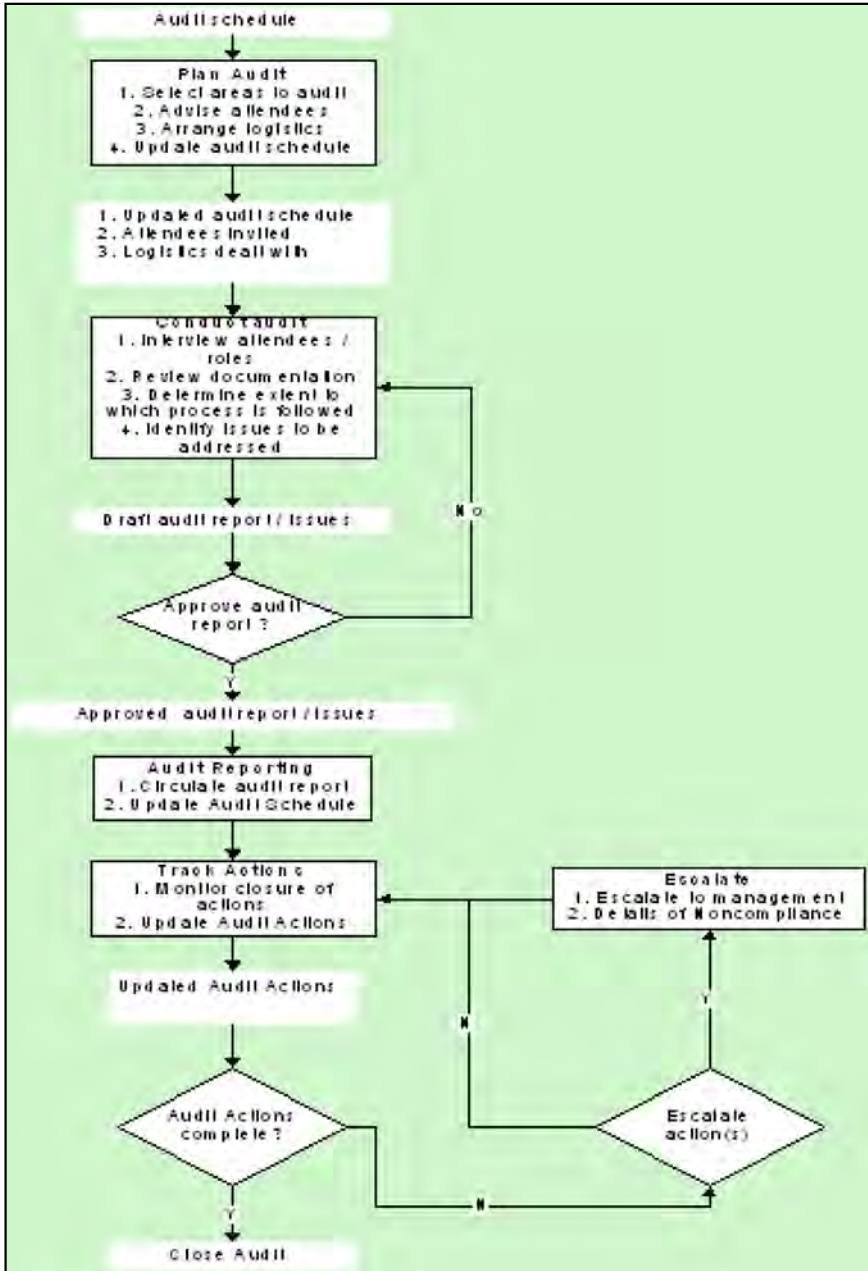 Audit schedule
Plan Audit
1. Select areas to audit
2. Advise attendees
3. Arrange logistics
4. Update audit schedule
1. Updated audit schedule
2. Attendees invited
3. Logistics dealt with
Conduct audit
1. Interview attendees /
roles
2. Review documentation
3. Determine extent to
which process is followed
4. Identify issues to be
addressed
Draft audit report / issues
No
Approve audit
report ?
Y
Approved audit report / issues
Audit Reporting
1. Circulate audit report
2. Update Audit Schedule
Track Actions
1. Monitor closure of
actions
2. Update Audit Actions
Escalate
1. Escalate to management
2. Details of Noncompliance
Updated Audit Actions
N
Y
Audit Actions
complete ?
Escalate
action(s)
Y
N
Close Audit